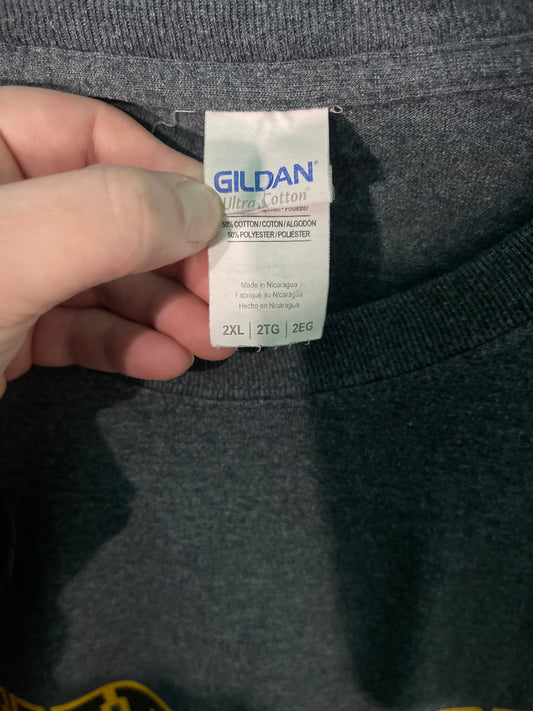 GILDAN®
Ultra Cotton®
50% COTTON/COTON/ALGODÓN
50% POLYESTER/POLIÉSTER
Made in Nicaragua
Fabriqué au Nicaragua
Hecho en Nicaragua
2XL | 2TG | 2EG